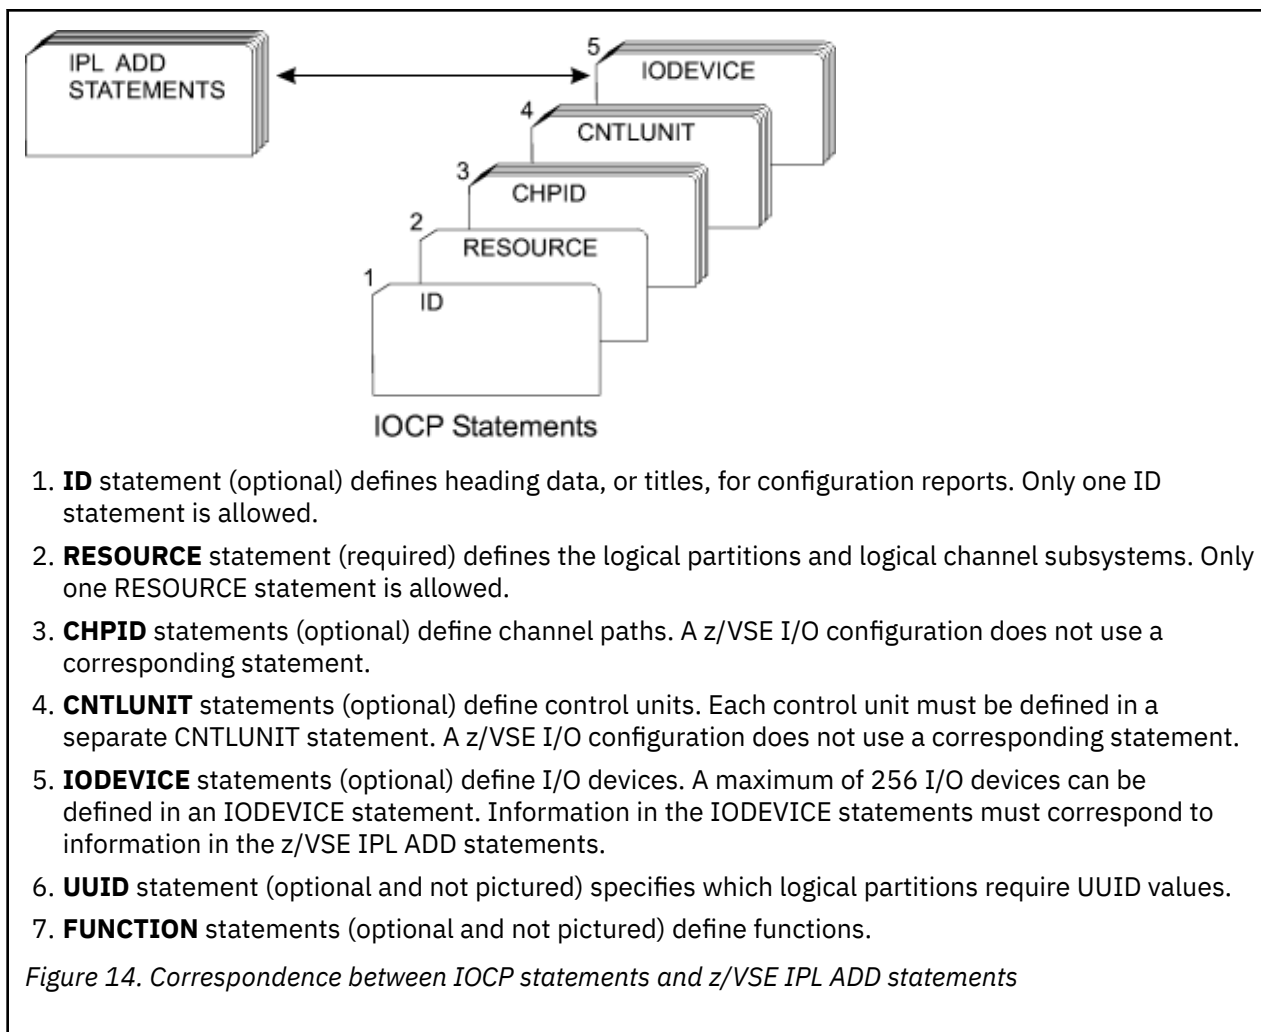 IPL ADD
STATEMENTS
5
IODEVICE
4
CNTLUNIT
3
CHPID
2
RESOURCE
1
ID
IOCP Statements
1. ID statement (optional) defines heading data, or titles, for configuration reports. Only one ID
statement is allowed.
2. RESOURCE statement (required) defines the logical partitions and logical channel subsystems. Only
one RESOURCE statement is allowed.
3. CHPID statements (optional) define channel paths. A z/VSE I/O configuration does not use a
corresponding statement.
4. CNTLUNIT statements (optional) define control units. Each control unit must be defined in a
separate CNTLUNIT statement. A z/VSE I/O configuration does not use a corresponding statement.
5. IODEVICE statements (optional) define I/O devices. A maximum of 256 I/O devices can be
defined in an IODEVICE statement. Information in the IODEVICE statements must correspond to
information in the z/VSE IPL ADD statements.
6. UUID statement (optional and not pictured) specifies which logical partitions require UUID values.
7. FUNCTION statements (optional and not pictured) define functions.
Figure 14. Correspondence between IOCP statements and z/VSE IPL ADD statements